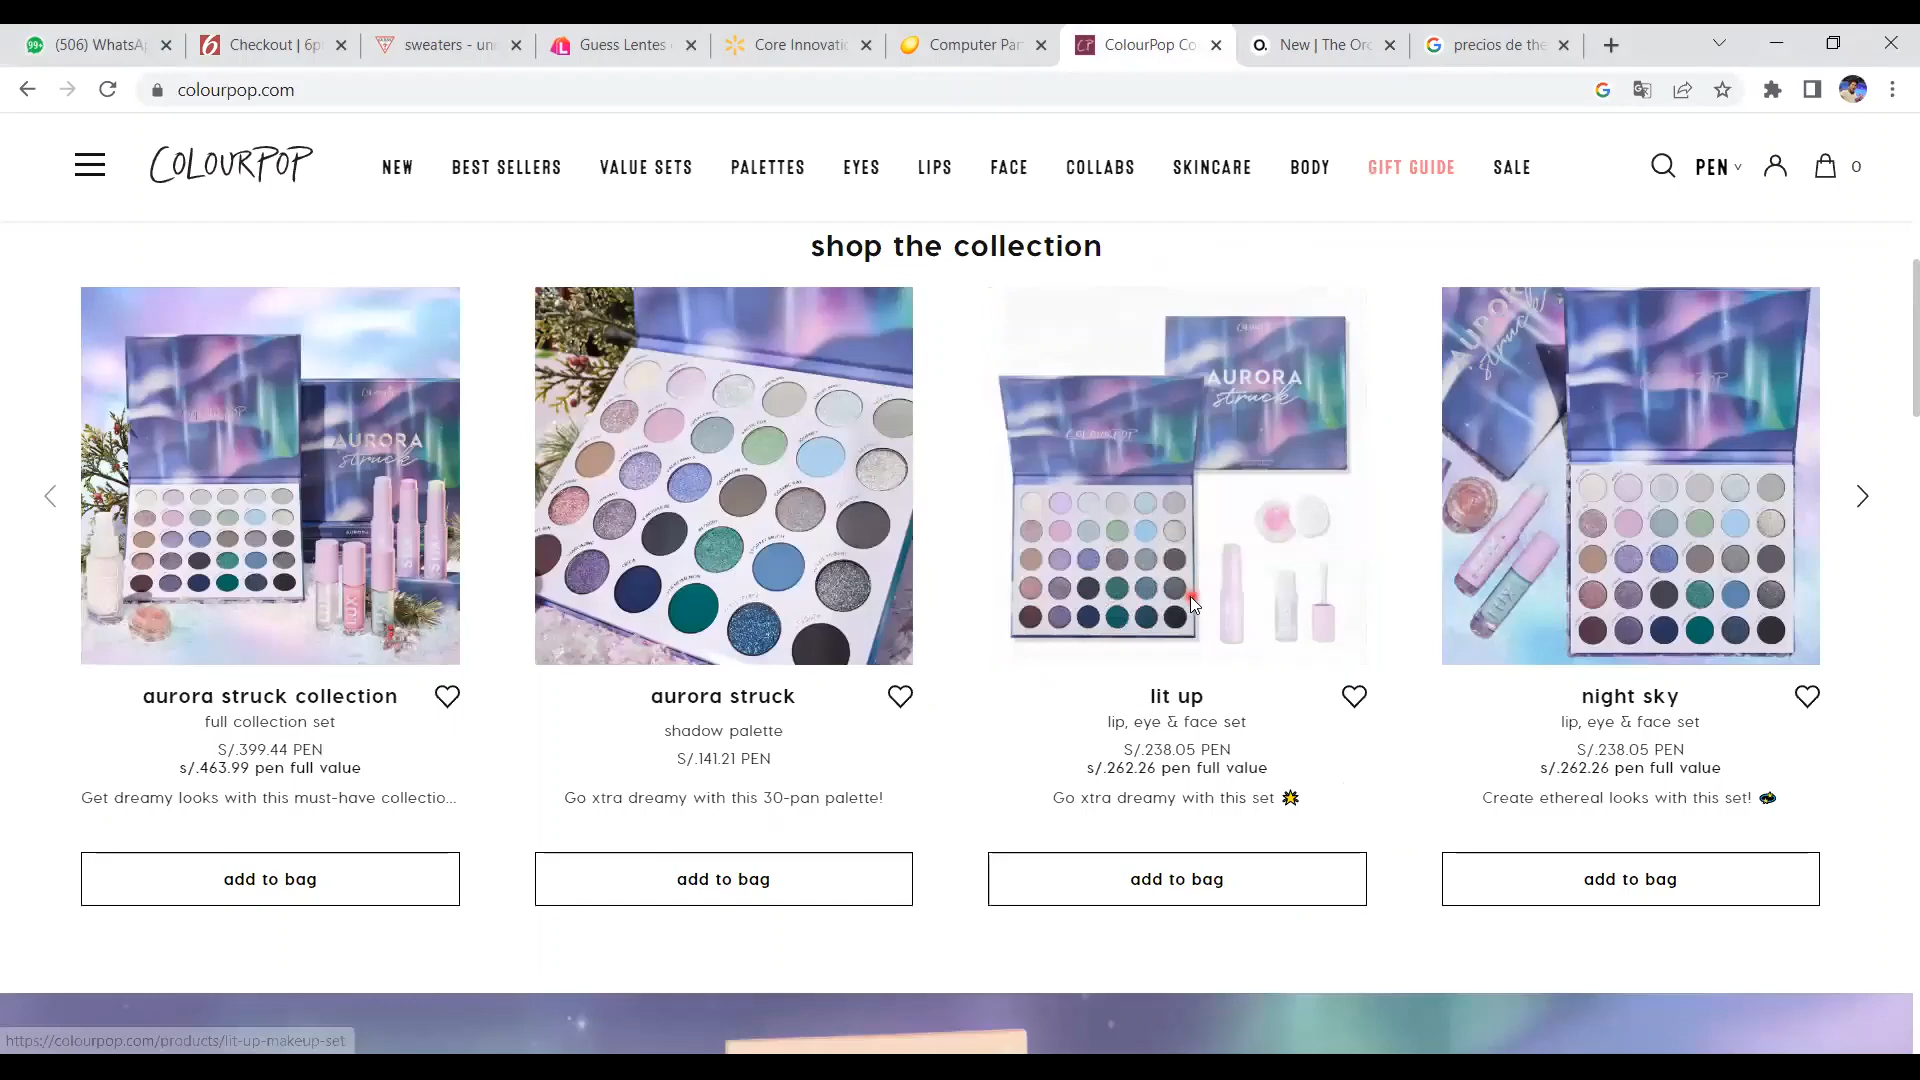 (506) WhatsA
Checkout | 6p
sweaters - un
Guess Lentes
Core Innovati
Computer Par
ColourPop Co
New | The Or
precios de the
colourpop.com
COLOURPOP
NEW
BEST SELLERS
VALUE SETS
PALETTES
EYES
LIPS
FACE
COLLABS
SKINCARE
BODY
GIFT GUIDE
SALE
PEN
0
shop the collection
AURORA
struck
AURORA
struck
COLOURPOP
aurora struck collection
full collection set
S/.399.44 PEN
s/.463.99 pen full value
Get dreamy looks with this must-have collectio...
add to bag
aurora struck
shadow palette
S/.141.21 PEN
Go xtra dreamy with this 30-pan palette!
add to bag
lit up
lip, eye & face set
S/.238.05 PEN
s/.262.26 pen full value
Go xtra dreamy with this set
add to bag
night sky
lip, eye & face set
S/.238.05 PEN
s/.262.26 pen full value
Create ethereal looks with this set!
add to bag
https://colourpop.com/products/lit-up-makeup-set